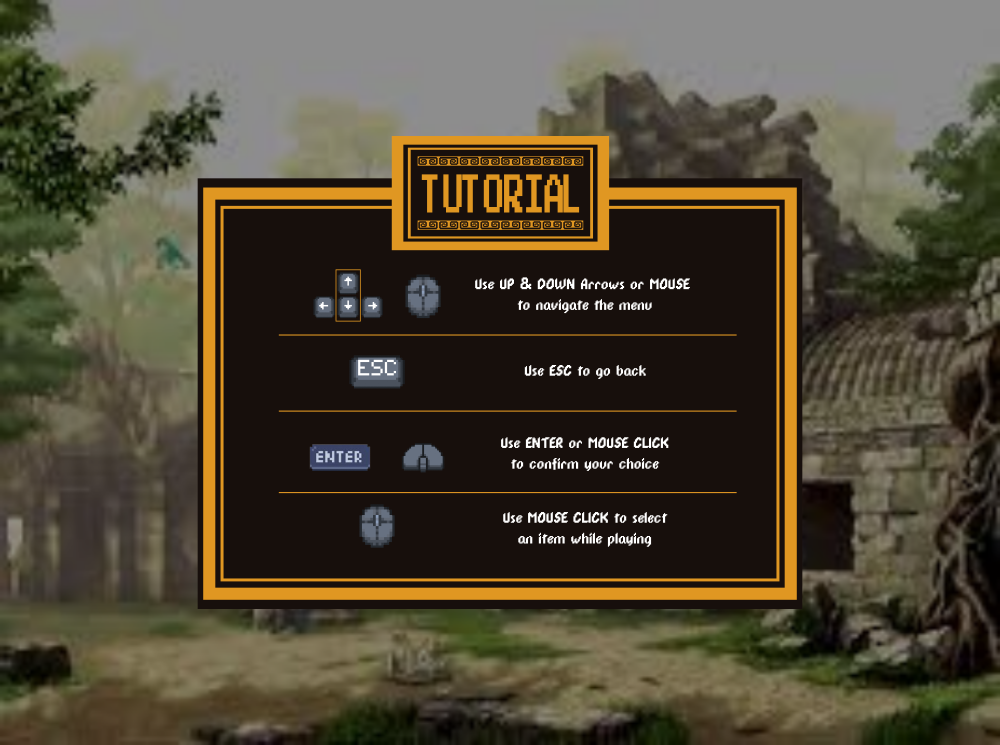 TUTORIAL
Use UP & DOWN Arrows or MOUSE
to navigate the menu
ESC
Use ESC to go back
Use ENTER or MOUSE CLICK
ENTER
to confirm your choice
Use MOUSE CLICK to select
an item while playing